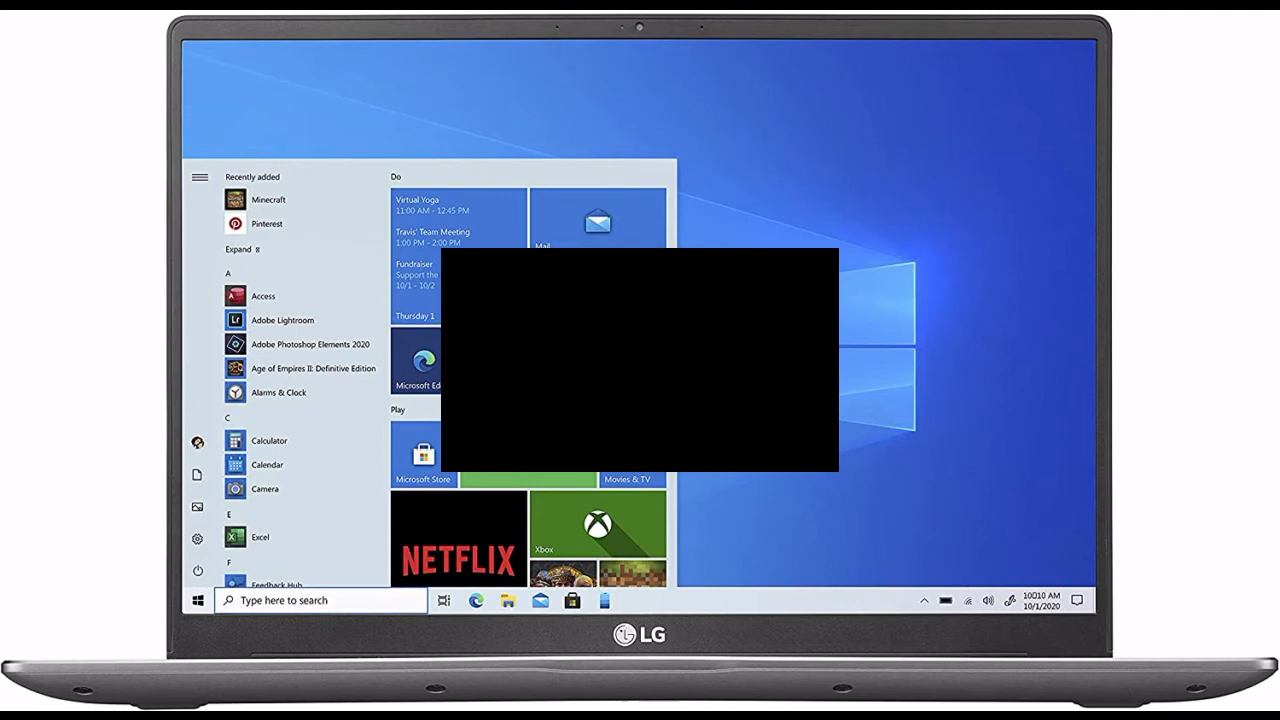 Recently added
Minecraft
Pinterest
Expand
A
Access
Adobe Lightroom
Adobe Photoshop Elements 2020
Age of Empires II: Definitive Edition
Alarms & Clock
C
Calculator
Calendar
Camera
E
Excel
F
Feedback Hub
Do
Virtual Yoga
11:00 AM - 12:45 PM
Travis' Team Meeting
1:00 PM - 2:00 PM
Fundraiser
Support the
10/1 - 10/2
Thursday 1
Mail
Microsoft Ed
Play
Microsoft Store
Movies & TV
NETFLIX
Xbox
Type here to search
10▯10 AM
10/1/2020
LG